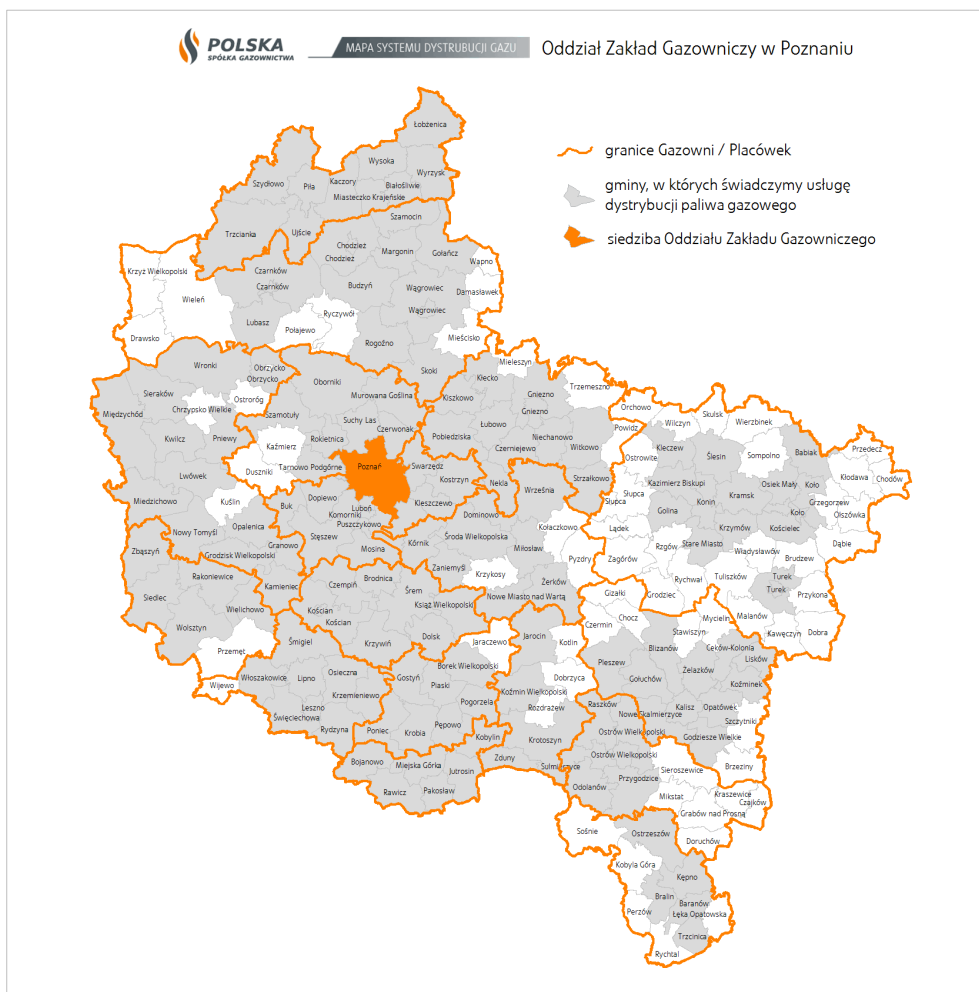 POLSKA
SPÓŁKA GAZOWNICTWA
MAPA SYSTEMU DYSTRUBUCJI GAZU
Oddział Zakład Gazowniczy w Poznaniu
granice Gazowni / Placówek
gminy, w których świadczymy usługę
dystrybucji paliwa gazowego
siedziba Oddziału Zakładu Gazowniczego
Łobżenica
Wysoka
Wyrzysk
Szydłowo
Piła
Kaczory
Białośliwie
Miasteczko Krajeńskie
Szamocin
Trzcianka
Ujście
Chodzież
Chodzież
Margonin
Gołańcz
Wapno
Krzyż Wielkopolski
Czarnków
Czarnków
Budzyń
Wągrowiec
Damasławek
Wieleń
Wągrowiec
Ryczywół
Lubasz
Połajewo
Drawsko
Rogoźno
Mieścisko
Skoki
Mieleszyn
Wronki
Obrzycko
Obrzycko
Oborniki
Kłecko
Trzemeszno
Sieraków
Ostroróg
Murowana Goślina
Kiszkowo
Gniezno
Gniezno
Międzychód
Chrzypsko Wielkie
Szamotuły
Suchy Las
Czerwonak
Łubowo
Orchowo
Skulsk
Wierzbinek
Powidz
Wilczyn
Kwilcz
Pniewy
Rokietnica
Pobiedziska
Niechanowo
Czerniejewo
Witkowo
Kaźmierz
Kleczew
Ślesin
Sompolno
Babiak
Przedecz
Ostrowite
Duszniki
Tarnowo Podgórne
Poznań
Swarzędz
Lwówek
Kostrzyn
Nekla
Września
Strzałkowo
Kazimierz Biskupi
Osiek Mały
Koło
Kłodawa
Chodów
Słupca
Słupca
Konin
Kramsk
Grzegorzew
Miedzichowo
Kuślin
Buk
Dopiewo
Luboń
Kleszczewo
Komorniki
Puszczykowo
Dominowo
Golina
Koło
Olszówka
Opalenica
Nowy Tomyśl
Stęszew
Kórnik
Środa Wielkopolska
Kołaczkowo
Lądek
Krzymów
Kościelec
Zbąszyń
Grodzisk Wielkopolski
Granowo
Mosina
Miłosław
Pyzdry
Zagórów
Rzgów
Stare Miasto
Władysławów
Brudzew
Dąbie
Rakoniewice
Kamieniec
Czempiń
Brodnica
Zaniemyśl
Krzykosy
Żerków
Rychwał
Tuliszków
Turek
Turek
Siedlec
Śrem
Nowe Miasto nad Wartą
Gizałki
Grodziec
Przykona
Wielichowo
Kościan
Kościan
Książ Wielkopolski
Chocz
Czermin
Mycielin
Malanów
Wolsztyn
Śmigiel
Krzywiń
Dolsk
Jaraczewo
Jarocin
Kotlin
Stawiszyn
Kawęczyn
Dobra
Przemęt
Blizanów
Ceków-Kolonia
Lisków
Pleszew
Żelazków
Wijewo
Włoszakowice
Lipno
Osieczna
Gostyń
Borek Wielkopolski
Piaski
Dobrzyca
Gołuchów
Koźminek
Krzemieniewo
Koźmin Wielkopolski
Leszno
Święciechowa
Pogorzela
Rozdrażew
Raszków
Nowe Skalmierzyce
Kalisz
Opatówek
Szczytniki
Rydzyna
Poniec
Krobia
Pępowo
Kobylin
Krotoszyn
Ostrów Wielkopolski
Godziesze Wielkie
Bojanowo
Miejska Górka
Jutrosin
Zduny
Sulmierzyce
Ostrów Wielkopolski
Sieroszewice
Brzeziny
Rawicz
Pakosław
Odolanów
Przygodzice
Mikstat
Kraszewice
Czajków
Grabów nad Prosną
Sośnie
Ostrzeszów
Doruchów
Kobyla Góra
Kępno
Bralin
Baranów
Perzów
Łęka Opatowska
Trzcinica
Rychtal